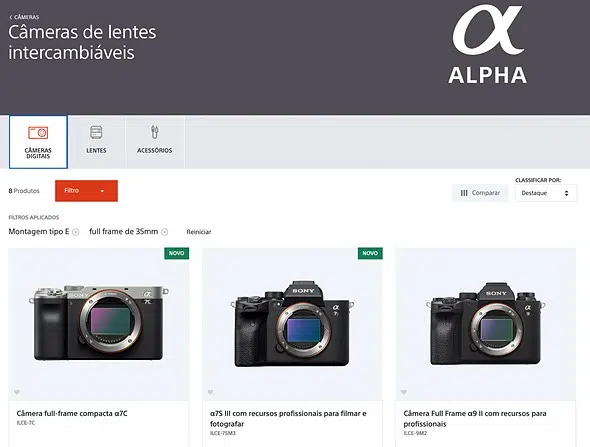 CÂMERAS
Câmeras de lentes
intercambiáveis
α
ALPHA
CÂMERAS
DIGITAIS
LENTES
ACESSÓRIOS
8 Produtos
Filtro
Comparar
CLASSIFICAR POR:
Destaque
FILTROS APLICADOS
Montagem tipo E
full frame de 35mm
Reiniciar
NOVO
NOVO
α
7C
SONY
α
7S
SONY
α
9
Câmera full-frame compacta α7C
ILCE-7C
α7S III com recursos profissionais para filmar e
fotografar
ILCE-7SM3
Câmera Full Frame α9 II com recursos para
profissionais
ILCE-9M2